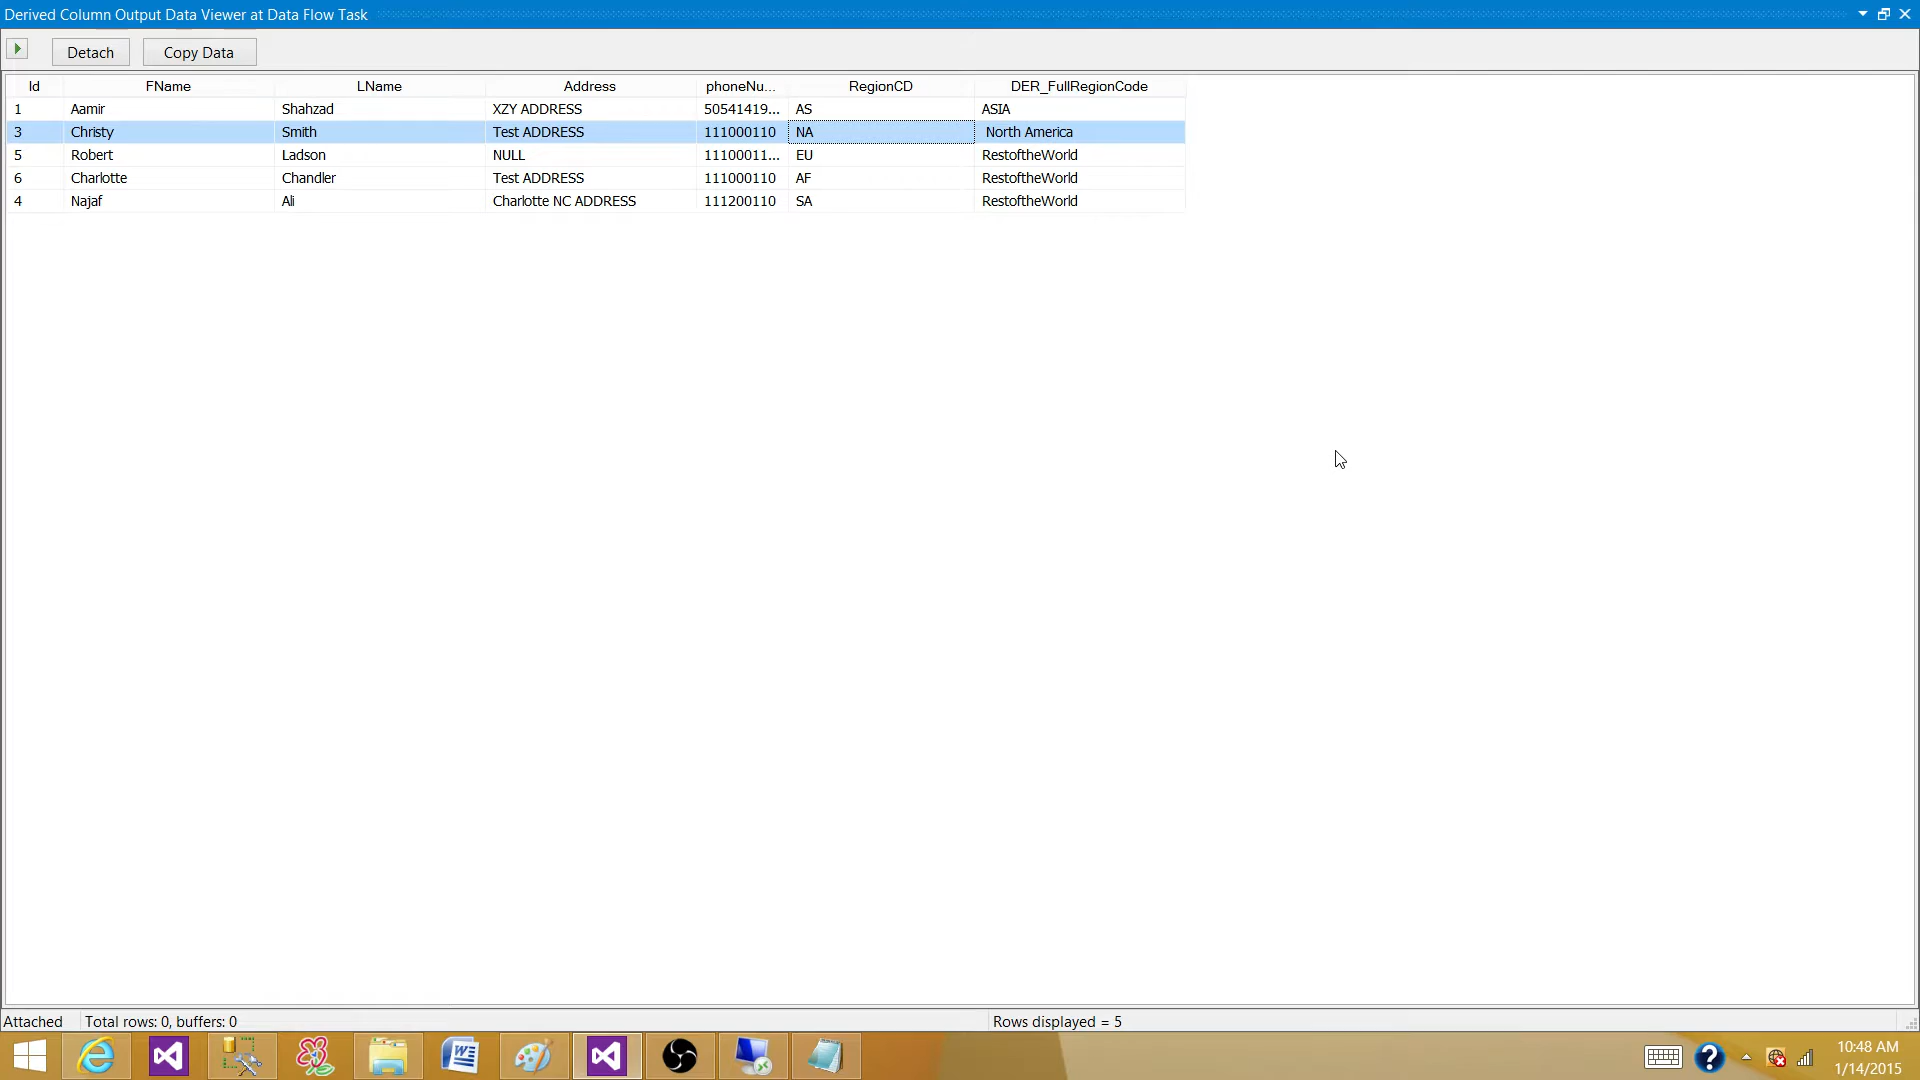 Derived Column Output Data Viewer at Data Flow Task
Detach Copy Data
Id FName LName Address phoneNu... RegionCD DER_FullRegionCode
1 Aamir Shahzad XZY ADDRESS 50541419... AS ASIA
3 Christy Smith Test ADDRESS 111000110 NA North America
5 Robert Ladson NULL 11100011... EU RestoftheWorld
6 Charlotte Chandler Test ADDRESS 111000110 AF RestoftheWorld
4 Najaf Ali Charlotte NC ADDRESS 111200110 SA RestoftheWorld
Attached Total rows: 0, buffers: 0 Rows displayed = 5
10:48 AM
1/14/2015